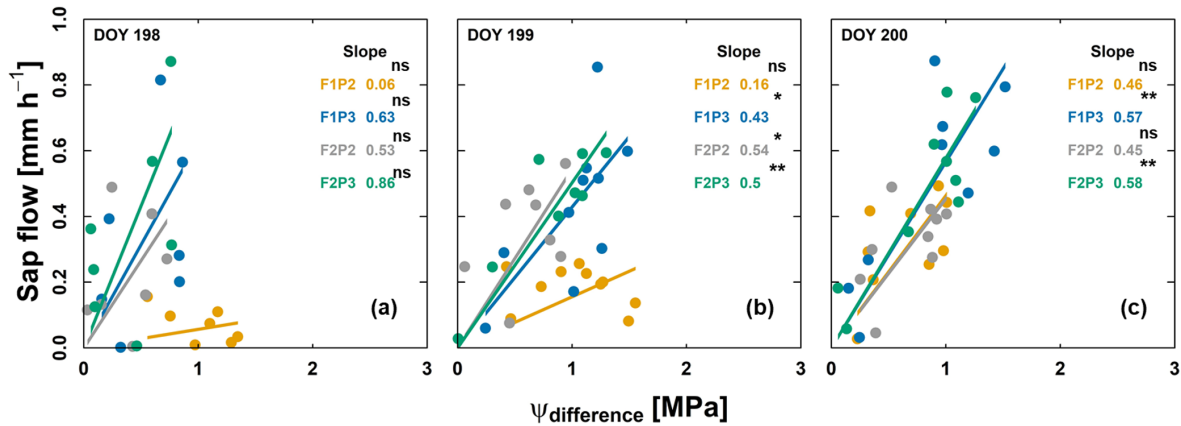 Sap flow [mm h⁻¹]
1.0
0.8
0.6
0.4
0.2
0.0
DOY 198
Slope
ns
F1P2 0.06
ns
F1P3 0.63
ns
F2P2 0.53
ns
F2P3 0.86
(a)
0 1 2 3
DOY 199
Slope
ns
F1P2 0.16
*
F1P3 0.43
*
F2P2 0.54
**
F2P3 0.5
(b)
0 1 2 3
DOY 200
Slope
ns
F1P2 0.46
**
F1P3 0.57
ns
F2P2 0.45
**
F2P3 0.58
(c)
0 1 2 3
ψdifference [MPa]